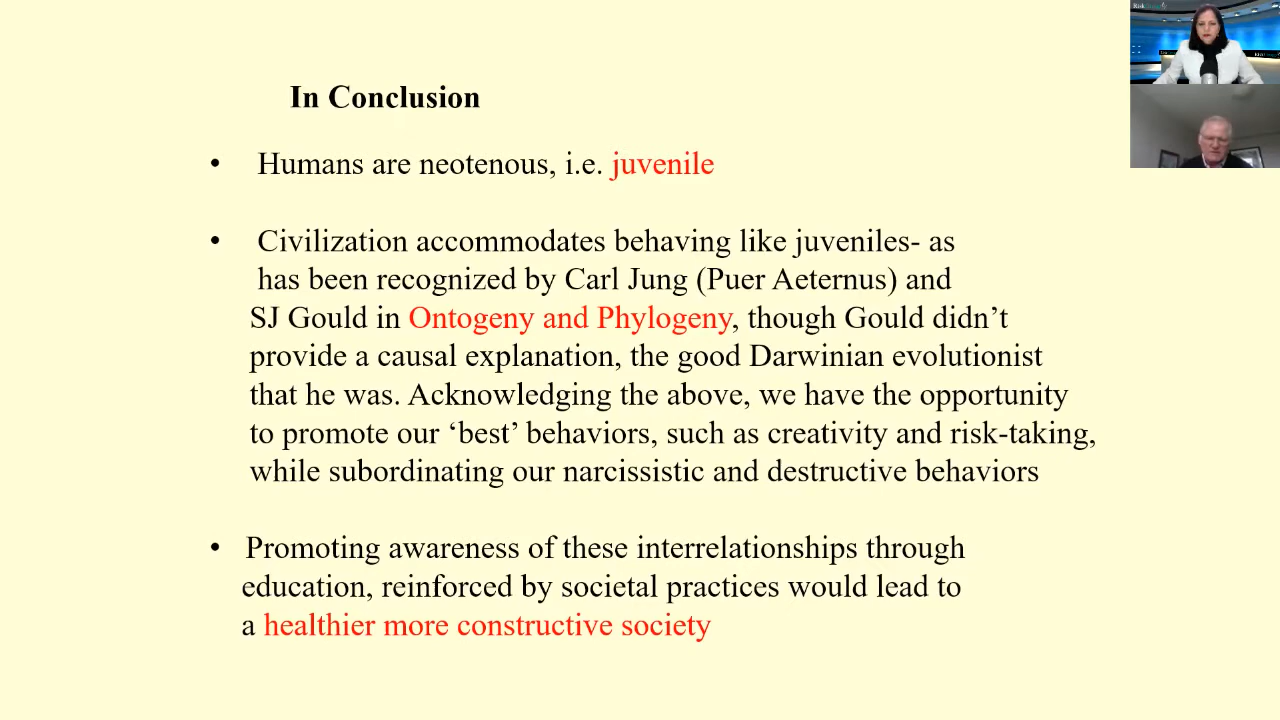 In Conclusion
• Humans are neotenous, i.e. juvenile
• Civilization accommodates behaving like juveniles- as
has been recognized by Carl Jung (Puer Aeternus) and
SJ Gould in Ontogeny and Phylogeny, though Gould didn’t
provide a causal explanation, the good Darwinian evolutionist
that he was. Acknowledging the above, we have the opportunity
to promote our ‘best’ behaviors, such as creativity and risk-taking,
while subordinating our narcissistic and destructive behaviors
• Promoting awareness of these interrelationships through
education, reinforced by societal practices would lead to
a healthier more constructive society